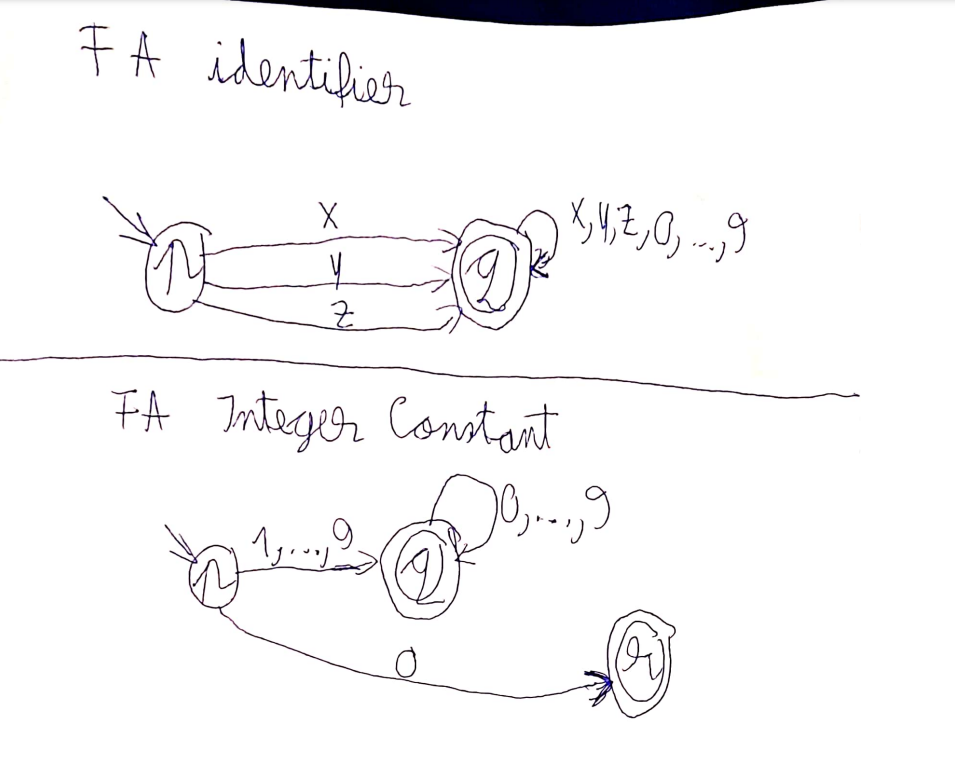 FA identifier
x
p
y
z
q
x, y, z, 0, ..., 9
FA Integer Constant
0, ..., 9
1, ..., 9
p
q
0
r